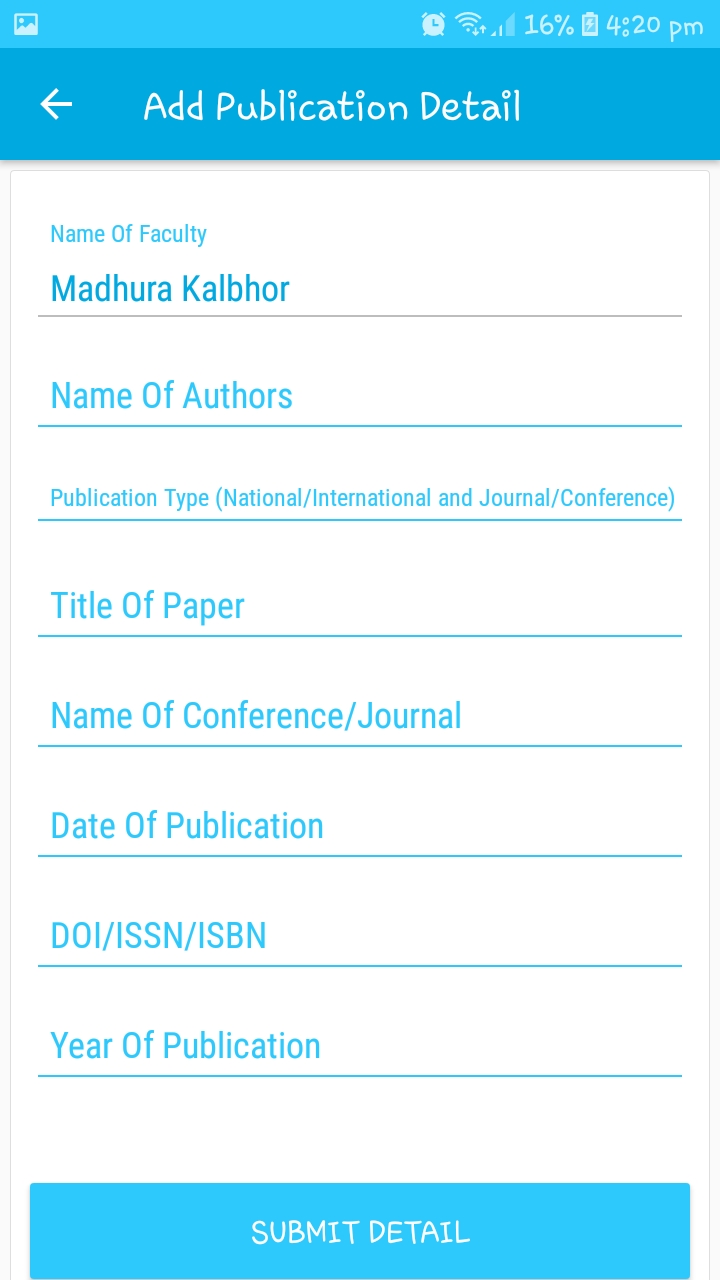 16% 4:20 pm
Add Publication Detail
Name Of Faculty
Madhura Kalbhor
Name Of Authors
Publication Type (National/International and Journal/Conference)
Title Of Paper
Name Of Conference/Journal
Date Of Publication
DOI/ISSN/ISBN
Year Of Publication
SUBMIT DETAIL